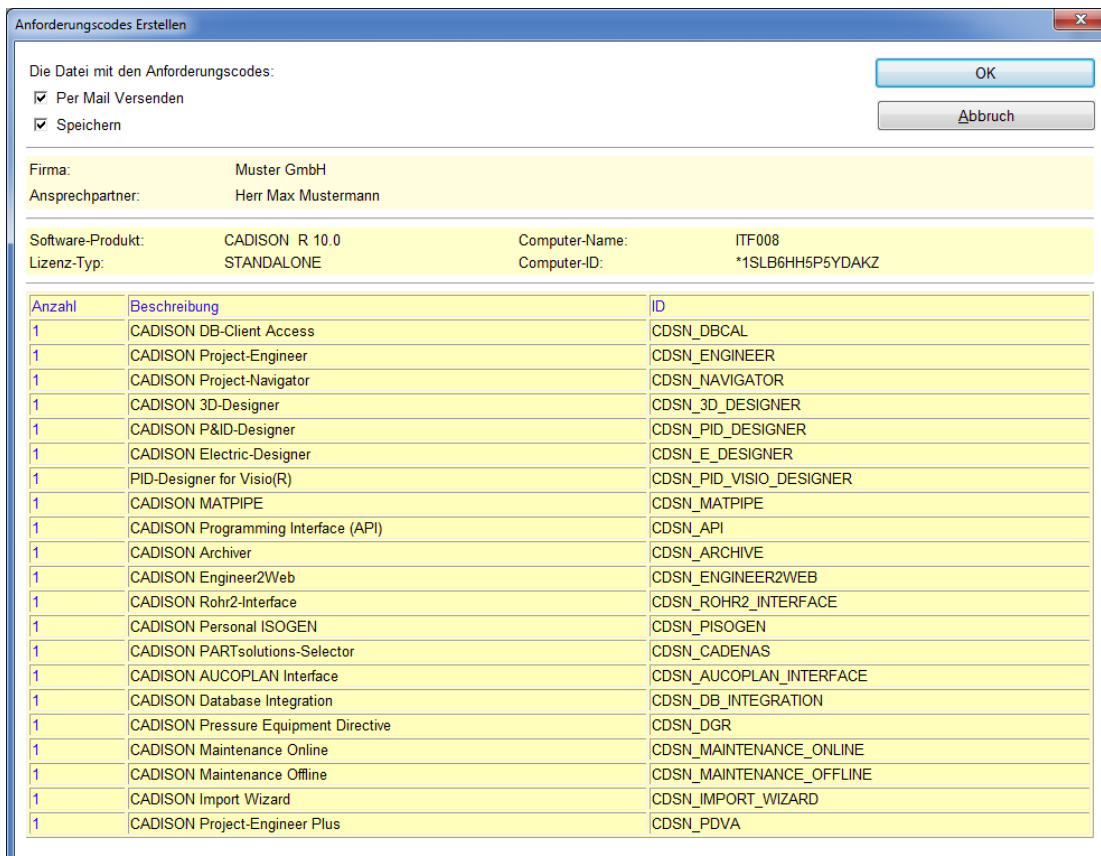 Anforderungscodes Erstellen
Die Datei mit den Anforderungscodes:
OK
Per Mail Versenden
Abbruch
Speichern
Firma: Muster GmbH
Ansprechpartner: Herr Max Mustermann
Software-Produkt: CADISON R 10.0 Computer-Name: ITF008
Lizenz-Typ: STANDALONE Computer-ID: *1SLB6HH5P5YDAKZ
Anzahl Beschreibung ID
1 CADISON DB-Client Access CDSN_DBCAL
1 CADISON Project-Engineer CDSN_ENGINEER
1 CADISON Project-Navigator CDSN_NAVIGATOR
1 CADISON 3D-Designer CDSN_3D_DESIGNER
1 CADISON P&ID-Designer CDSN_PID_DESIGNER
1 CADISON Electric-Designer CDSN_E_DESIGNER
1 PID-Designer for Visio(R) CDSN_PID_VISIO_DESIGNER
1 CADISON MATPIPE CDSN_MATPIPE
1 CADISON Programming Interface (API) CDSN_API
1 CADISON Archiver CDSN_ARCHIVE
1 CADISON Engineer2Web CDSN_ENGINEER2WEB
1 CADISON Rohr2-Interface CDSN_ROHR2_INTERFACE
1 CADISON Personal ISOGEN CDSN_PISOGEN
1 CADISON PARTsolutions-Selector CDSN_CADENAS
1 CADISON AUCOPLAN Interface CDSN_AUCOPLAN_INTERFACE
1 CADISON Database Integration CDSN_DB_INTEGRATION
1 CADISON Pressure Equipment Directive CDSN_DGR
1 CADISON Maintenance Online CDSN_MAINTENANCE_ONLINE
1 CADISON Maintenance Offline CDSN_MAINTENANCE_OFFLINE
1 CADISON Import Wizard CDSN_IMPORT_WIZARD
1 CADISON Project-Engineer Plus CDSN_PDVA